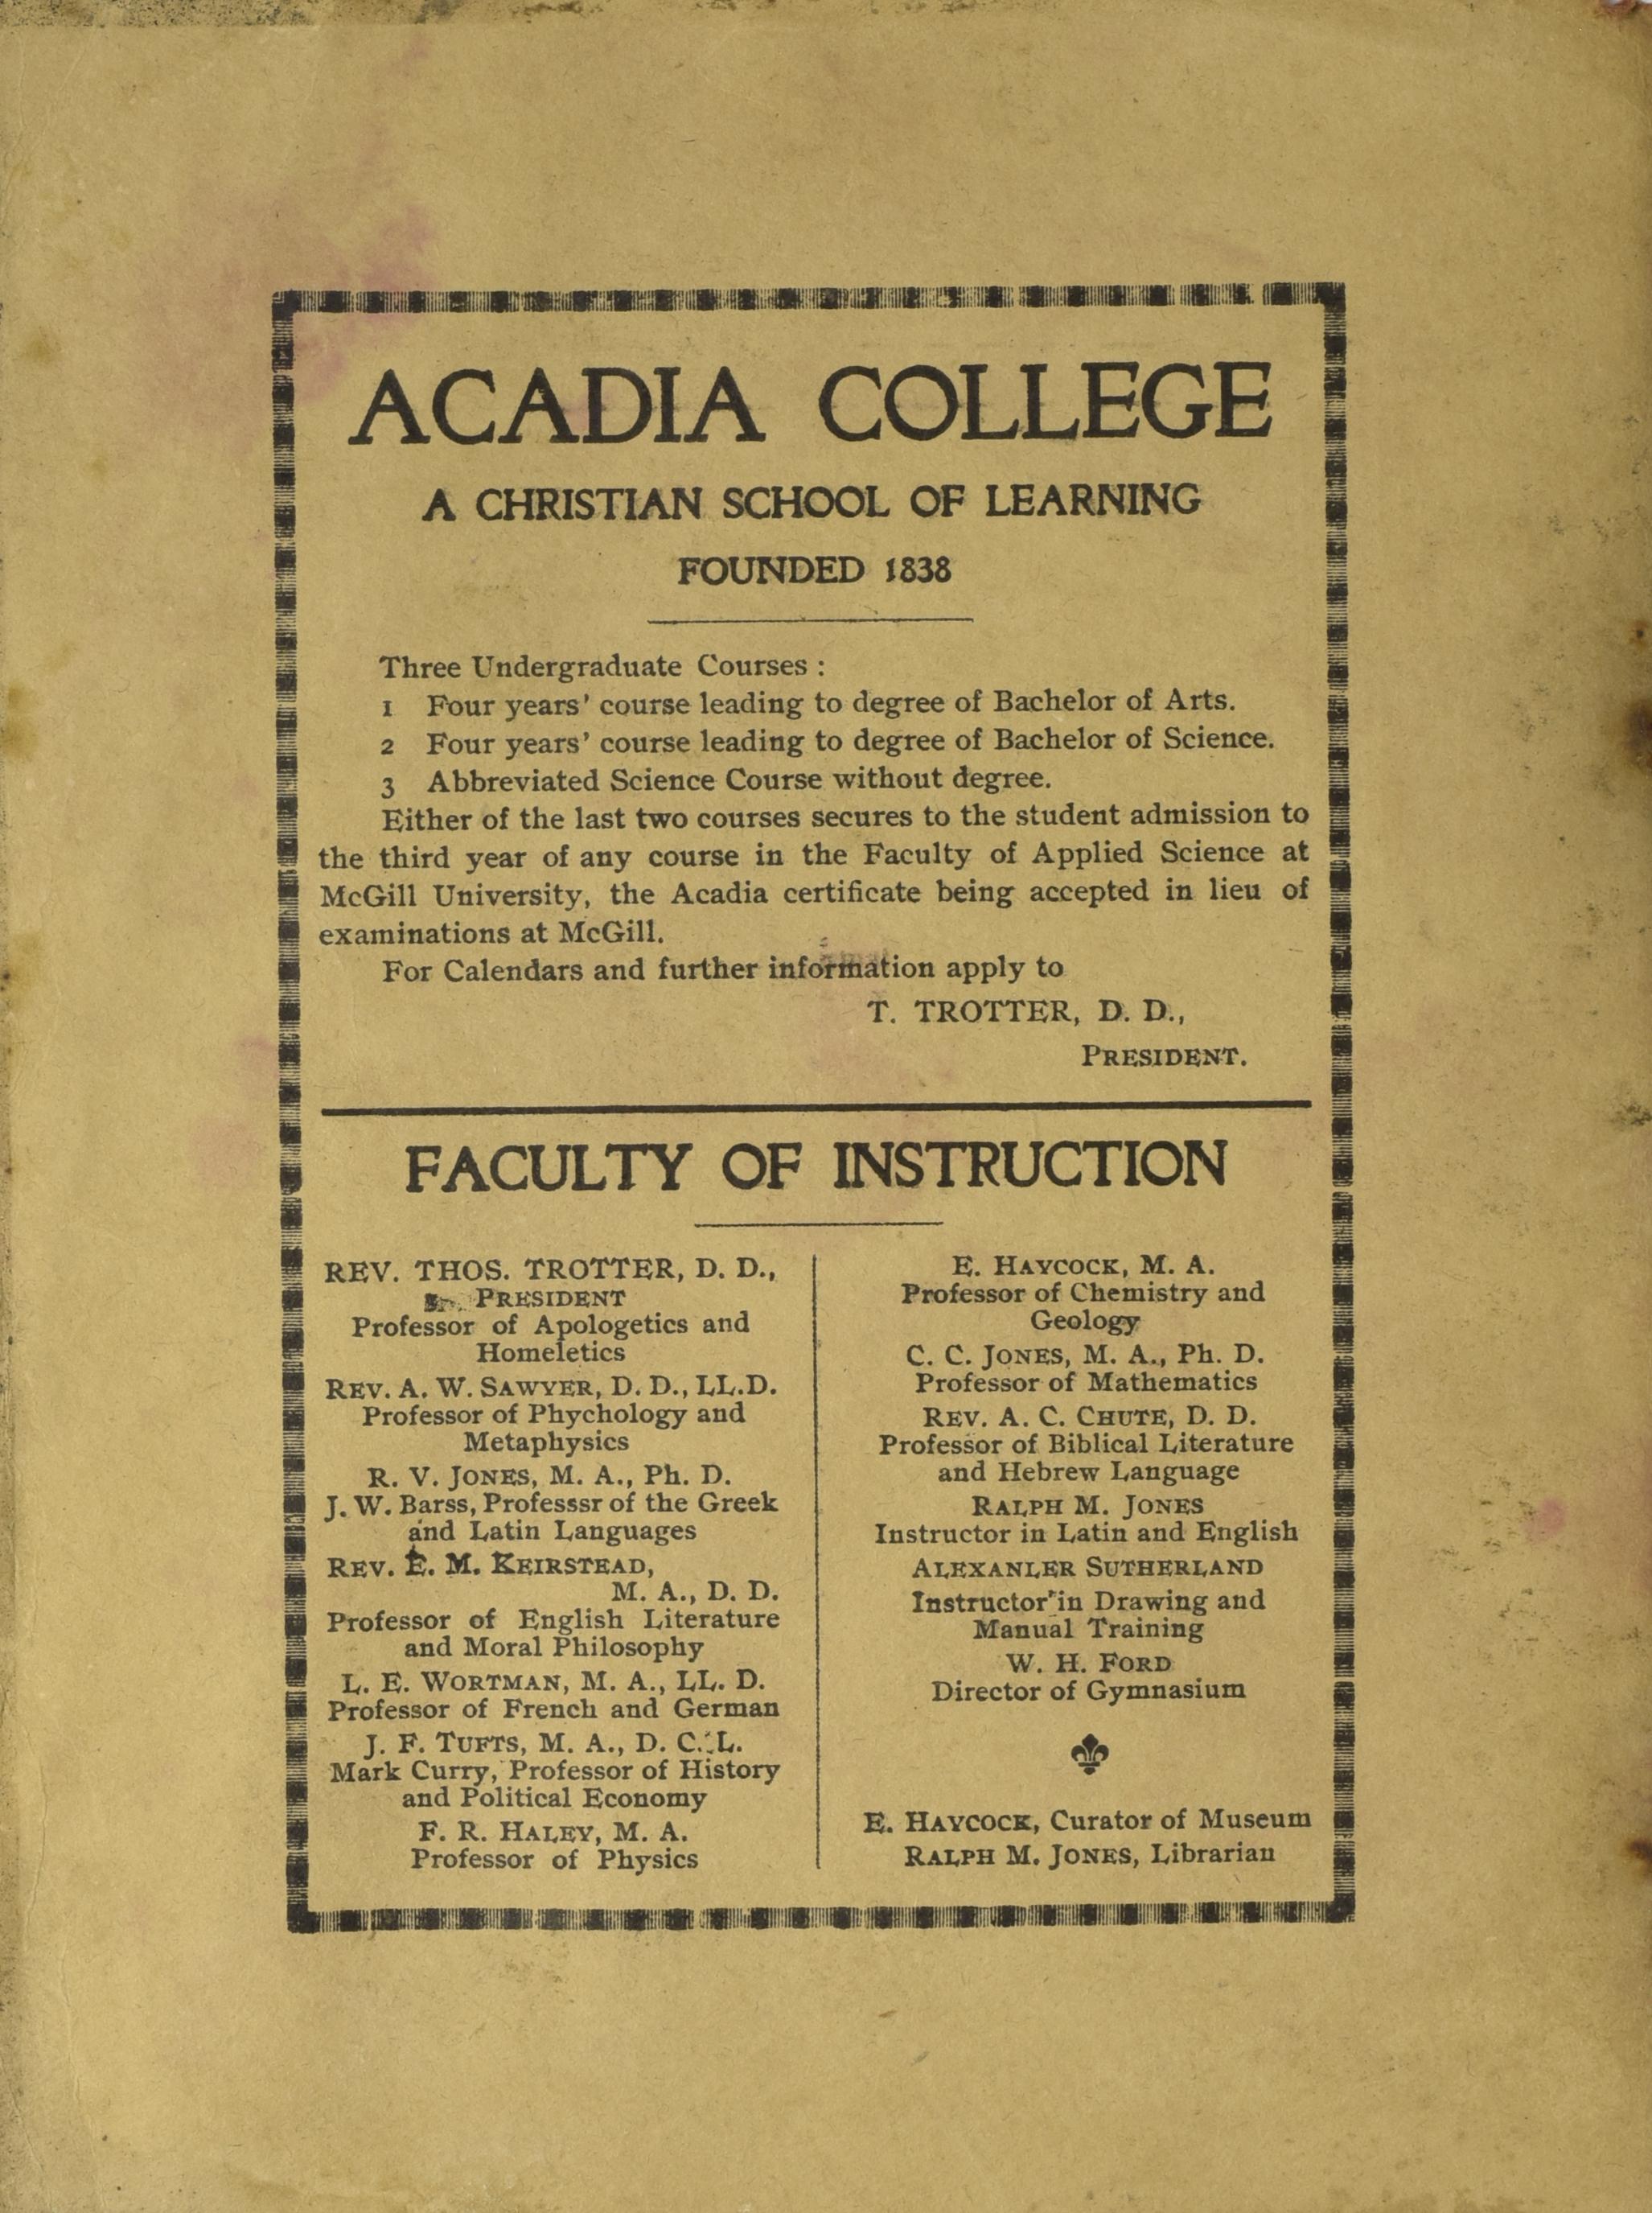 ACADIA COLLEGE
A CHRISTIAN SCHOOL OF LEARNING
FOUNDED 1838
Three Undergraduate Courses :
1 Four years' course leading to degree of Bachelor of Arts.
2 Four years' course leading to degree of Bachelor of Science.
3 Abbreviated Science Course without degree.
Either of the last two courses secures to the student admission to
the third year of any course in the Faculty of Applied Science at
McGill University, the Acadia certificate being accepted in lieu of
examinations at McGill.
For Calendars and further information apply to
T. TROTTER, D. D.,
PRESIDENT.
FACULTY OF INSTRUCTION
REV. THOS. TROTTER, D. D.,
PRESIDENT
Professor of Apologetics and
Homeletics
REV. A. W. SAWYER, D. D., LL.D.
Professor of Phychology and
Metaphysics
R. V. JONES, M. A., Ph. D.
J. W. Barss, Professsr of the Greek
and Latin Languages
REV. E. M. KEIRSTEAD,
M. A., D. D.
Professor of English Literature
and Moral Philosophy
L. E. WORTMAN, M. A., LL. D.
Professor of French and German
J. F. TUFTS, M. A., D. C. L.
Mark Curry, Professor of History
and Political Economy
F. R. HALEY, M. A.
Professor of Physics
E. HAYCOCK, M. A.
Professor of Chemistry and
Geology
C. C. JONES, M. A., Ph. D.
Professor of Mathematics
REV. A. C. CHUTE, D. D.
Professor of Biblical Literature
and Hebrew Language
RALPH M. JONES
Instructor in Latin and English
ALEXANLER SUTHERLAND
Instructor in Drawing and
Manual Training
W. H. FORD
Director of Gymnasium
E. HAYCOCK, Curator of Museum
RALPH M. JONES, Librarian